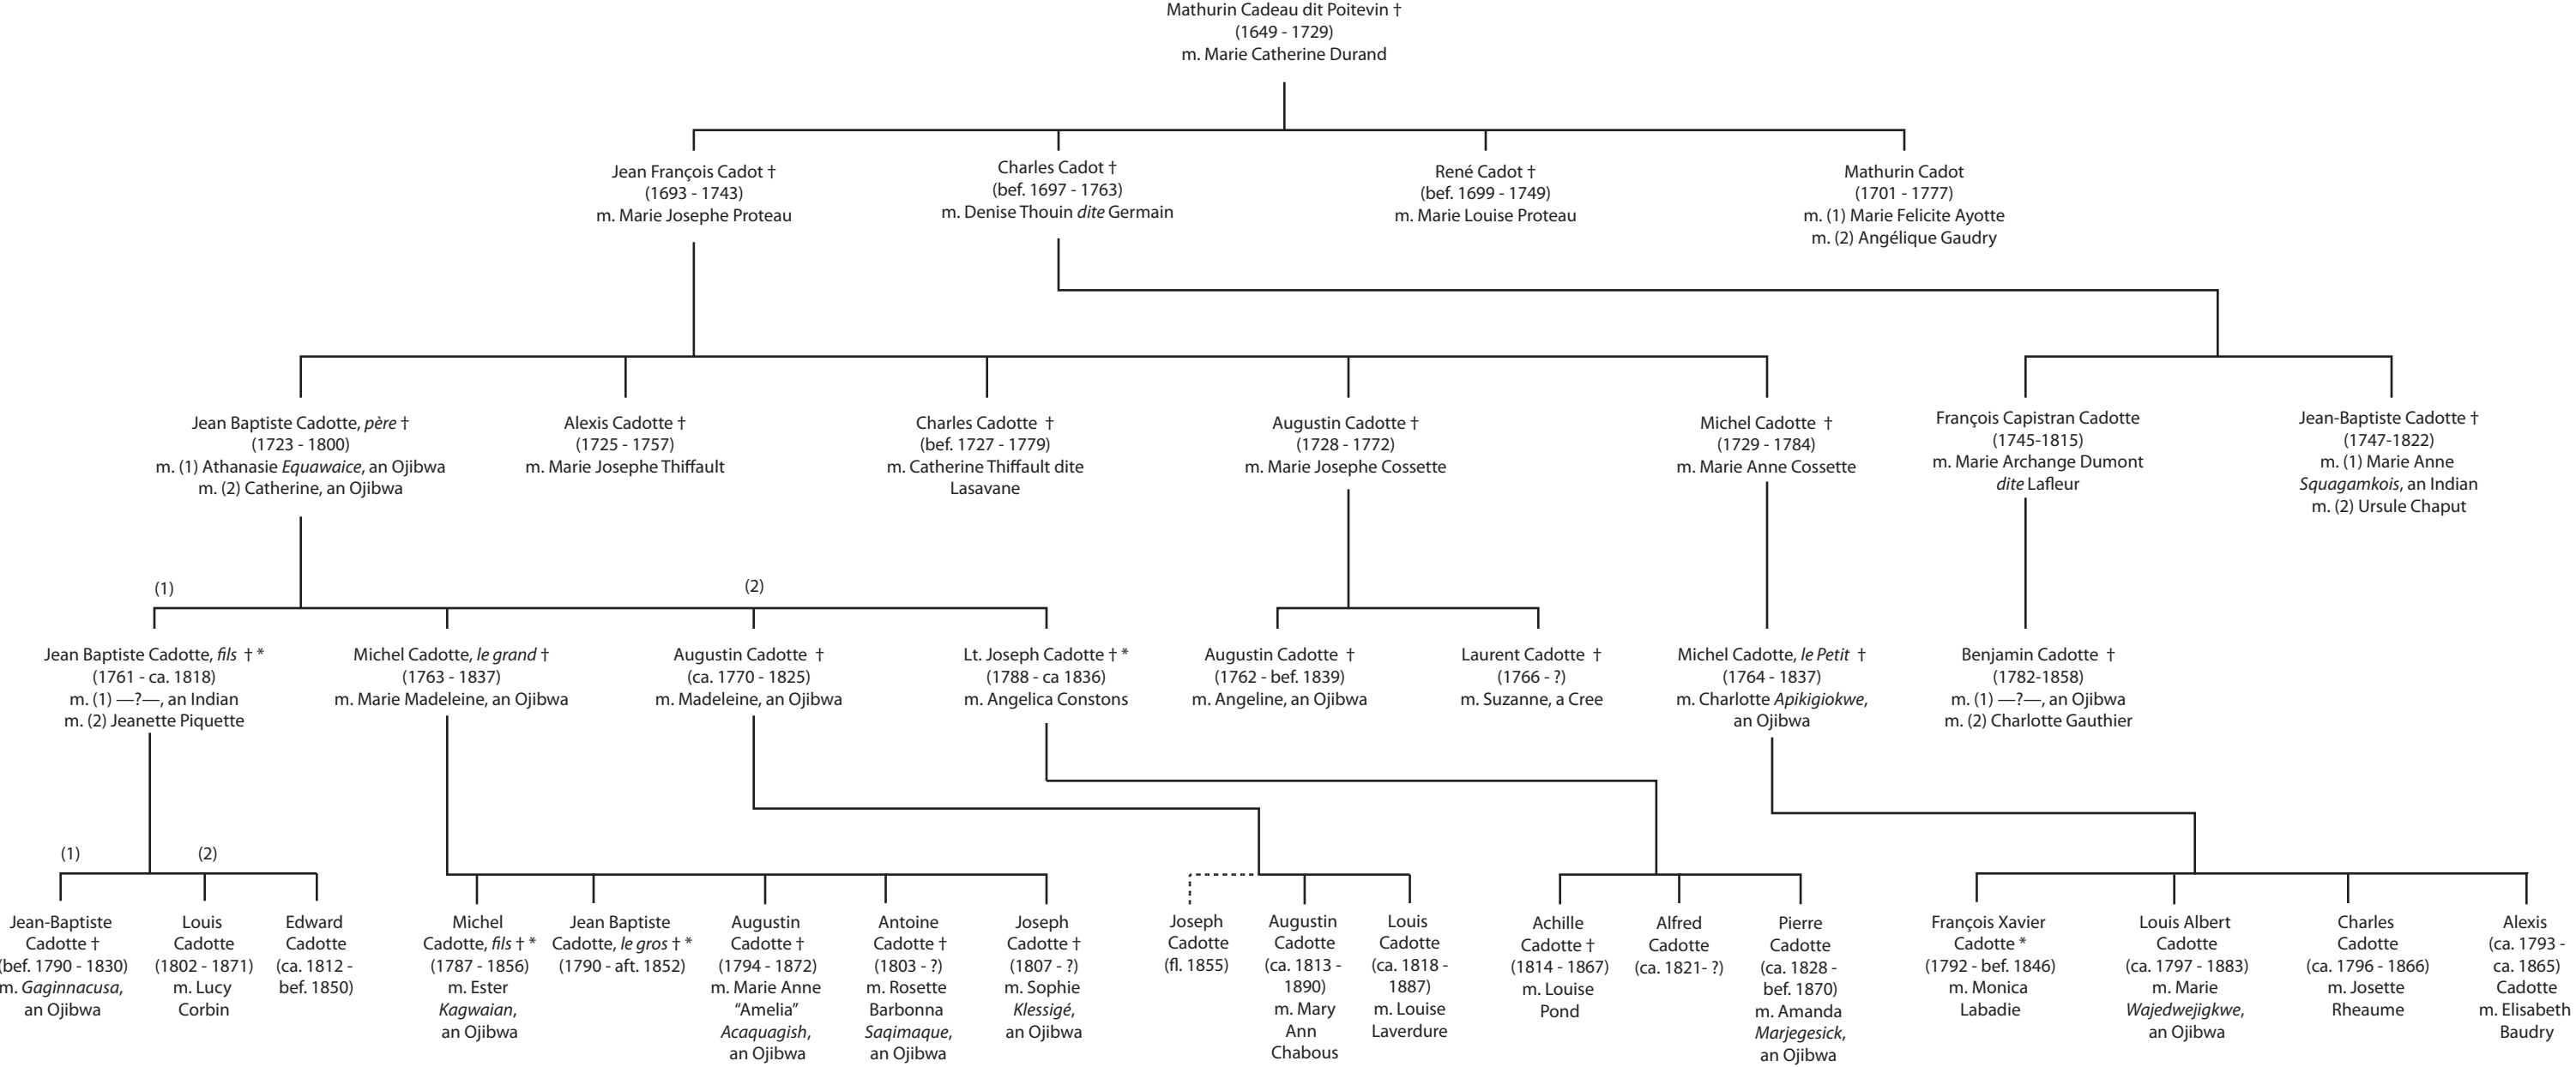 Mathurin Cadeau dit Poitevin †
(1649 - 1729)
m. Marie Catherine Durand
Jean François Cadot †
(1693 - 1743)
m. Marie Josephe Proteau
Charles Cadot †
(bef. 1697 - 1763)
m. Denise Thouin dite Germain
René Cadot †
(bef. 1699 - 1749)
m. Marie Louise Proteau
Mathurin Cadot
(1701 - 1777)
m. (1) Marie Felicite Ayotte
m. (2) Angélique Gaudry
Jean Baptiste Cadotte, père †
(1723 - 1800)
m. (1) Athanasie Equawaice, an Ojibwa
m. (2) Catherine, an Ojibwa
Alexis Cadotte †
(1725 - 1757)
m. Marie Josephe Thiffault
Charles Cadotte †
(bef. 1727 - 1779)
m. Catherine Thiffault dite
Lasavane
Augustin Cadotte †
(1728 - 1772)
m. Marie Josephe Cossette
Michel Cadotte †
(1729 - 1784)
m. Marie Anne Cossette
François Capistran Cadotte
(1745-1815)
m. Marie Archange Dumont
dite Lafleur
Jean-Baptiste Cadotte †
(1747-1822)
m. (1) Marie Anne
Squagamkois, an Indian
m. (2) Ursule Chaput
(1)
(2)
Jean Baptiste Cadotte, fils † *
(1761 - ca. 1818)
m. (1) —?—, an Indian
m. (2) Jeanette Piquette
Michel Cadotte, le grand †
(1763 - 1837)
m. Marie Madeleine, an Ojibwa
Augustin Cadotte †
(ca. 1770 - 1825)
m. Madeleine, an Ojibwa
Lt. Joseph Cadotte † *
(1788 - ca 1836)
m. Angelica Constons
Augustin Cadotte †
(1762 - bef. 1839)
m. Angeline, an Ojibwa
Laurent Cadotte †
(1766 - ?)
m. Suzanne, a Cree
Michel Cadotte, le Petit †
(1764 - 1837)
m. Charlotte Apikigiokwe,
an Ojibwa
Benjamin Cadotte †
(1782-1858)
m. (1) —?—, an Ojibwa
m. (2) Charlotte Gauthier
(1)
(2)
Jean-Baptiste
Cadotte †
(bef. 1790 - 1830)
m. Gaginnacusa,
an Ojibwa
Louis
Cadotte
(1802 - 1871)
m. Lucy
Corbin
Edward
Cadotte
(ca. 1812 -
bef. 1850)
Michel
Cadotte, fils † *
(1787 - 1856)
m. Ester
Kagwaian,
an Ojibwa
Jean Baptiste
Cadotte, le gros † *
(1790 - aft. 1852)
Augustin
Cadotte †
(1794 - 1872)
m. Marie Anne
“Amelia”
Acaquagish,
an Ojibwa
Antoine
Cadotte †
(1803 - ?)
m. Rosette
Barbonna
Saqimaque,
an Ojibwa
Joseph
Cadotte †
(1807 - ?)
m. Sophie
Klessigé,
an Ojibwa
Joseph
Cadotte
(fl. 1855)
Augustin
Cadotte
(ca. 1813 -
1890)
m. Mary
Ann
Chabous
Louis
Cadotte
(ca. 1818 -
1887)
m. Louise
Laverdure
Achille
Cadotte †
(1814 - 1867)
m. Louise
Pond
Alfred
Cadotte
(ca. 1821- ?)
Pierre
Cadotte
(ca. 1828 -
bef. 1870)
m. Amanda
Marjegesick,
an Ojibwa
François Xavier
Cadotte *
(1792 - bef. 1846)
m. Monica
Labadie
Louis Albert
Cadotte
(ca. 1797 - 1883)
m. Marie
Wajedwejigkwe,
an Ojibwa
Charles
Cadotte
(ca. 1796 - 1866)
m. Josette
Rheaume
Alexis
(ca. 1793 -
ca. 1865)
Cadotte
m. Elisabeth
Baudry